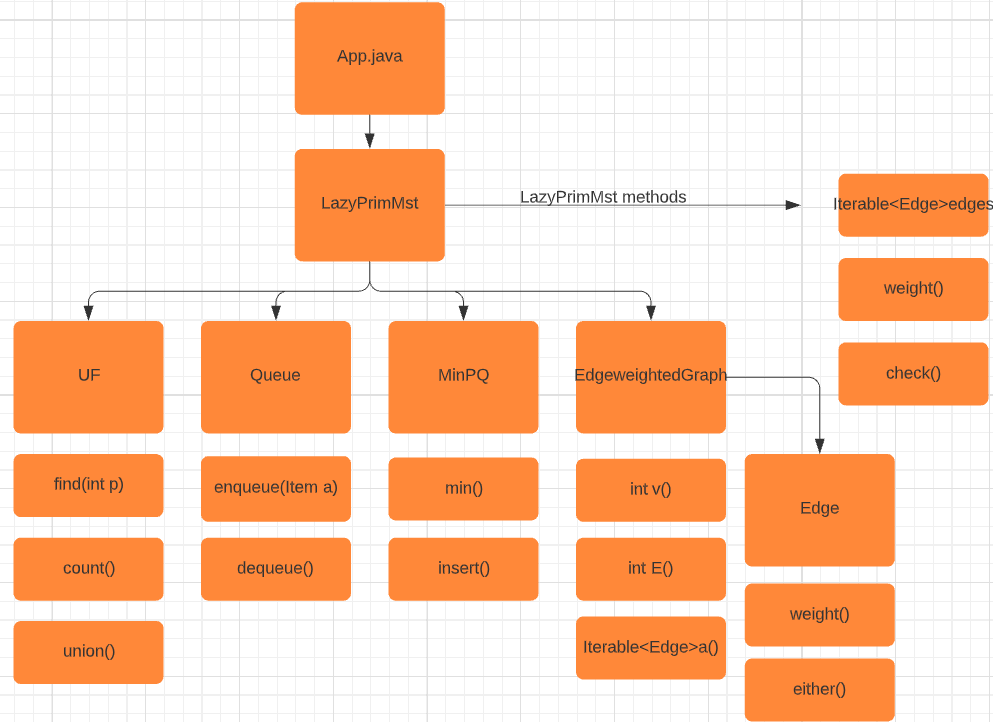 App.java
LazyPrimMst
LazyPrimMst methods
Iterable<Edge>edges
weight()
check()
UF
Queue
MinPQ
EdgeweightedGraph
find(int p)
enqueue(Item a)
min()
int v()
Edge
count()
dequeue()
insert()
int E()
weight()
union()
Iterable<Edge>a()
either()